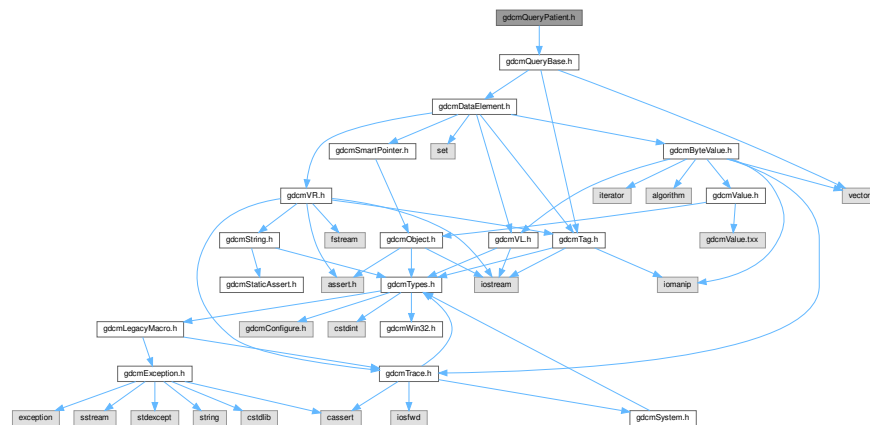 gdcmQueryPatient.h
gdcmQueryBase.h
gdcmDataElement.h
gdcmSmartPointer.h
set
gdcmByteValue.h
gdcmVR.h
iterator
algorithm
gdcmValue.h
vector
gdcmString.h
fstream
gdcmObject.h
gdcmVL.h
gdcmTag.h
gdcmValue.txx
gdcmStaticAssert.h
assert.h
gdcmTypes.h
iostream
iomanip
gdcmLegacyMacro.h
gdcmConfigure.h
cstdint
gdcmWin32.h
gdcmException.h
gdcmTrace.h
exception
sstream
stdexcept
string
cstdlib
cassert
iosfwd
gdcmSystem.h